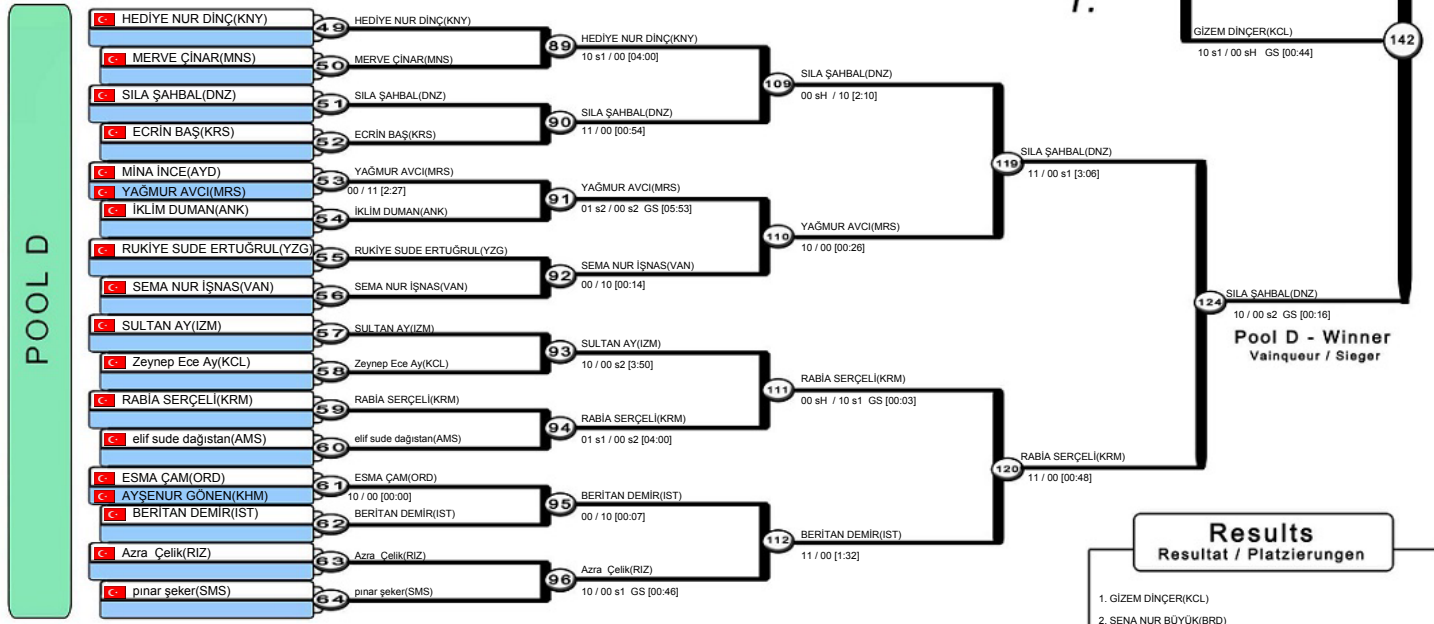 1.
GİZEM DİNÇER(KCL)
10 s1 / 00 sH GS [00:44]
142
POOL D
HEDİYE NUR DİNÇ(KNY)
49
HEDİYE NUR DİNÇ(KNY)
MERVE ÇİNAR(MNS)
50
MERVE ÇİNAR(MNS)
89
HEDİYE NUR DİNÇ(KNY)
10 s1 / 00 [04:00]
SILA ŞAHBAL(DNZ)
51
SILA ŞAHBAL(DNZ)
ECRİN BAŞ(KRS)
52
ECRİN BAŞ(KRS)
90
SILA ŞAHBAL(DNZ)
11 / 00 [00:54]
109
SILA ŞAHBAL(DNZ)
00 sH / 10 [2:10]
MİNA İNCE(AYD)
YAĞMUR AVCI(MRS)
53
YAĞMUR AVCI(MRS)
00 / 11 [2:27]
İKLİM DUMAN(ANK)
54
İKLİM DUMAN(ANK)
91
YAĞMUR AVCI(MRS)
01 s2 / 00 s2 GS [05:53]
RUKİYE SUDE ERTUĞRUL(YZG)
55
RUKİYE SUDE ERTUĞRUL(YZG)
SEMA NUR İŞNAS(VAN)
56
SEMA NUR İŞNAS(VAN)
92
SEMA NUR İŞNAS(VAN)
00 / 10 [00:14]
110
YAĞMUR AVCI(MRS)
10 / 00 [00:26]
119
SILA ŞAHBAL(DNZ)
11 / 00 s1 [3:06]
SULTAN AY(IZM)
57
SULTAN AY(IZM)
Zeynep Ece Ay(KCL)
58
Zeynep Ece Ay(KCL)
93
SULTAN AY(IZM)
10 / 00 s2 [3:50]
RABİA SERÇELİ(KRM)
59
RABİA SERÇELİ(KRM)
elif sude dağıstan(AMS)
60
elif sude dağıstan(AMS)
94
RABİA SERÇELİ(KRM)
01 s1 / 00 s2 [04:00]
111
RABİA SERÇELİ(KRM)
00 sH / 10 s1 GS [00:03]
ESMA ÇAM(ORD)
AYŞENUR GÖNEN(KHM)
61
ESMA ÇAM(ORD)
10 / 00 [00:00]
BERİTAN DEMİR(IST)
62
BERİTAN DEMİR(IST)
95
BERİTAN DEMİR(IST)
00 / 10 [00:07]
Azra Çelik(RIZ)
63
Azra Çelik(RIZ)
pınar şeker(SMS)
64
pınar şeker(SMS)
96
Azra Çelik(RIZ)
10 / 00 s1 GS [00:46]
112
BERİTAN DEMİR(IST)
11 / 00 [1:32]
120
RABİA SERÇELİ(KRM)
11 / 00 [00:48]
124
SILA ŞAHBAL(DNZ)
10 / 00 s2 GS [00:16]
Pool D - Winner
Vainqueur / Sieger
Results
Resultat / Platzierungen
1. GİZEM DİNÇER(KCL)
2. SENA NUR BÜYÜK(BRD)